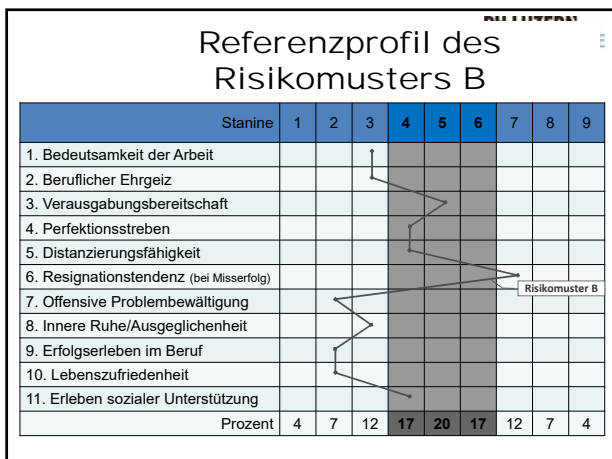 PH LUZERN
Referenzprofil des
Risikomusters B
Stanine 1 2 3 4 5 6 7 8 9
1. Bedeutsamkeit der Arbeit
2. Beruflicher Ehrgeiz
3. Verausgabungsbereitschaft
4. Perfektionsstreben
5. Distanzierungsfähigkeit
6. Resignationstendenz (bei Misserfolg)
Risikomuster B
7. Offensive Problembewältigung
8. Innere Ruhe/Ausgeglichenheit
9. Erfolgserleben im Beruf
10. Lebenszufriedenheit
11. Erleben sozialer Unterstützung
Prozent 4 7 12 17 20 17 12 7 4